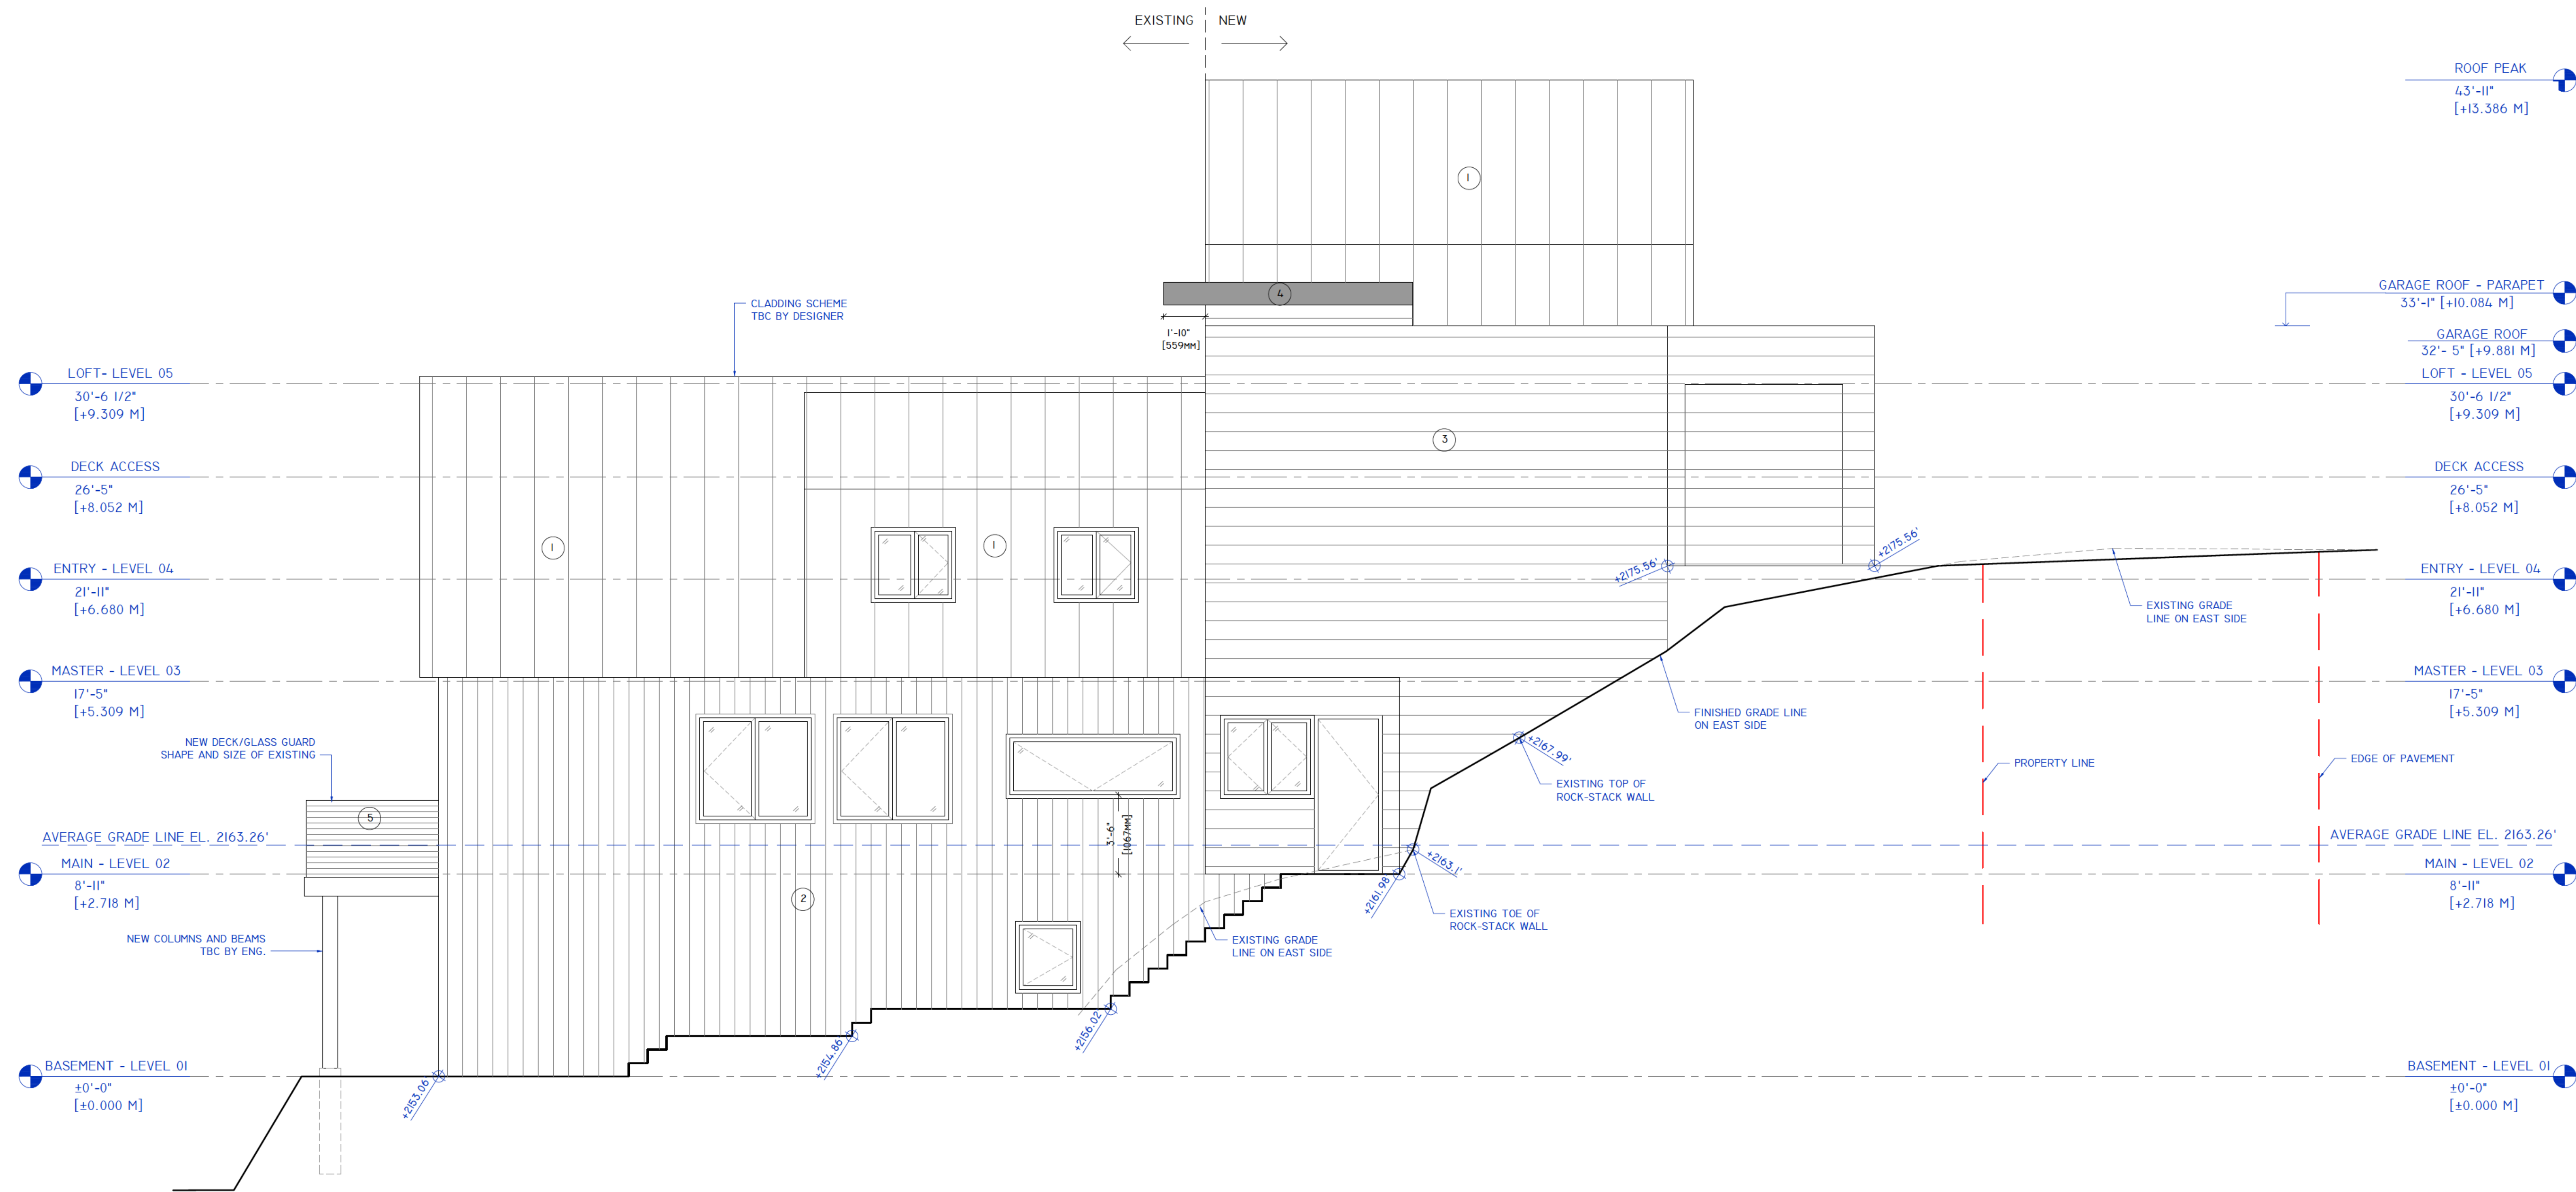 EXISTING NEW
ROOF PEAK
43'-11"
[+13.386 M]
1
GARAGE ROOF - PARAPET
33'-1" [+10.084 M]
4
CLADDING SCHEME
TBC BY DESIGNER
1'-10"
[559MM]
GARAGE ROOF
32'- 5" [+9.881 M]
LOFT- LEVEL 05
30'-6 1/2"
[+9.309 M]
LOFT - LEVEL 05
30'-6 1/2"
[+9.309 M]
3
DECK ACCESS
26'-5"
[+8.052 M]
DECK ACCESS
26'-5"
[+8.052 M]
1
1
+2175.56'
+2175.56'
ENTRY - LEVEL 04
21'-11"
[+6.680 M]
ENTRY - LEVEL 04
21'-11"
[+6.680 M]
EXISTING GRADE
LINE ON EAST SIDE
MASTER - LEVEL 03
17'-5"
[+5.309 M]
MASTER - LEVEL 03
17'-5"
[+5.309 M]
FINISHED GRADE LINE
ON EAST SIDE
NEW DECK/GLASS GUARD
SHAPE AND SIZE OF EXISTING
+2167.99'
EXISTING TOP OF
ROCK-STACK WALL
PROPERTY LINE
EDGE OF PAVEMENT
5
3'-6"
[1067MM]
AVERAGE GRADE LINE EL. 2163.26'
AVERAGE GRADE LINE EL. 2163.26'
MAIN - LEVEL 02
8'-11"
[+2.718 M]
MAIN - LEVEL 02
8'-11"
[+2.718 M]
+2163.1'
+2161.98'
2
EXISTING TOE OF
ROCK-STACK WALL
NEW COLUMNS AND BEAMS
TBC BY ENG.
EXISTING GRADE
LINE ON EAST SIDE
+2156.02'
+2154.86'
+2153.06'
BASEMENT - LEVEL 01
±0'-0"
[±0.000 M]
BASEMENT - LEVEL 01
±0'-0"
[±0.000 M]